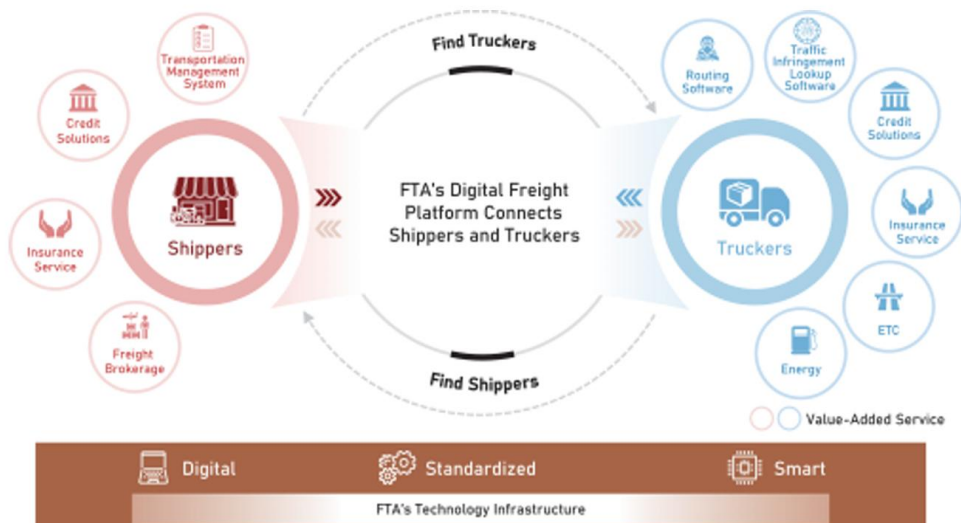 Find Truckers
Transportation
Management
System
Credit
Solutions
Insurance
Service
Freight
Brokerage
Shippers
FTA's Digital Freight
Platform Connects
Shippers and Truckers
Truckers
Routing
Software
Traffic
Infringement
Lookup
Software
Credit
Solutions
Insurance
Service
ETC
Energy
Find Shippers
Value-Added Service
Digital
Standardized
Smart
FTA's Technology Infrastructure